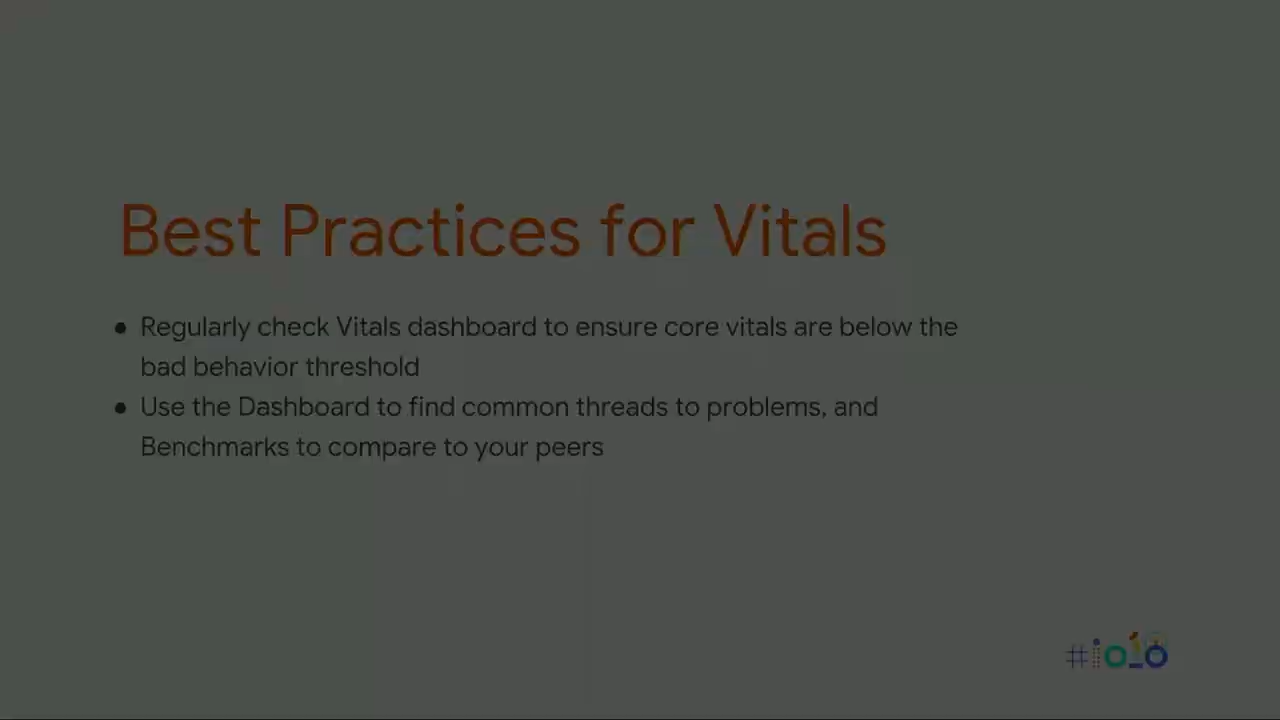 Best Practices for Vitals
● Regularly check Vitals dashboard to ensure core vitals are below the
bad behavior threshold
● Use the Dashboard to find common threads to problems, and
Benchmarks to compare to your peers
#io18